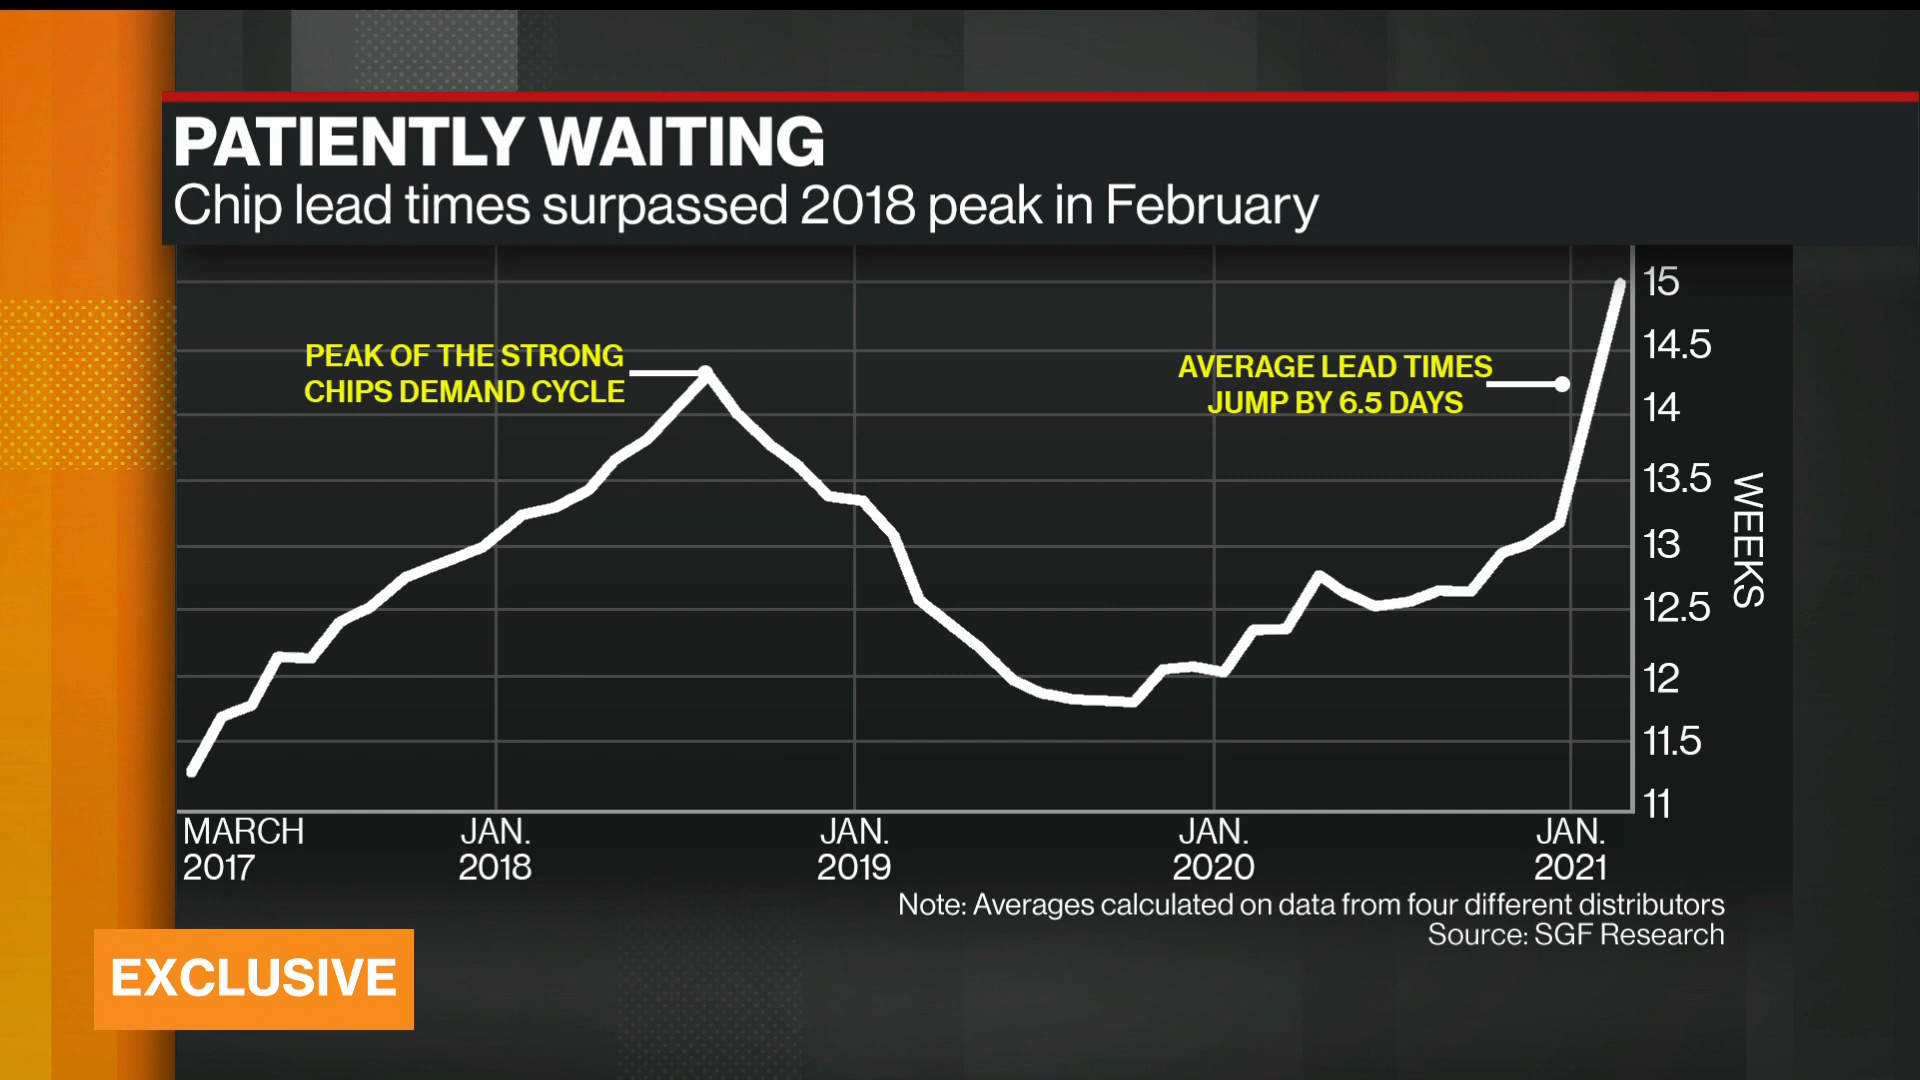 PATIENTLY WAITING
Chip lead times surpassed 2018 peak in February
PEAK OF THE STRONG
CHIPS DEMAND CYCLE
AVERAGE LEAD TIMES
JUMP BY 6.5 DAYS
15
14.5
14
13.5
13
12.5
12
11.5
11
WEEKS
MARCH
2017
JAN.
2018
JAN.
2019
JAN.
2020
JAN.
2021
Note: Averages calculated on data from four different distributors
Source: SGF Research
EXCLUSIVE